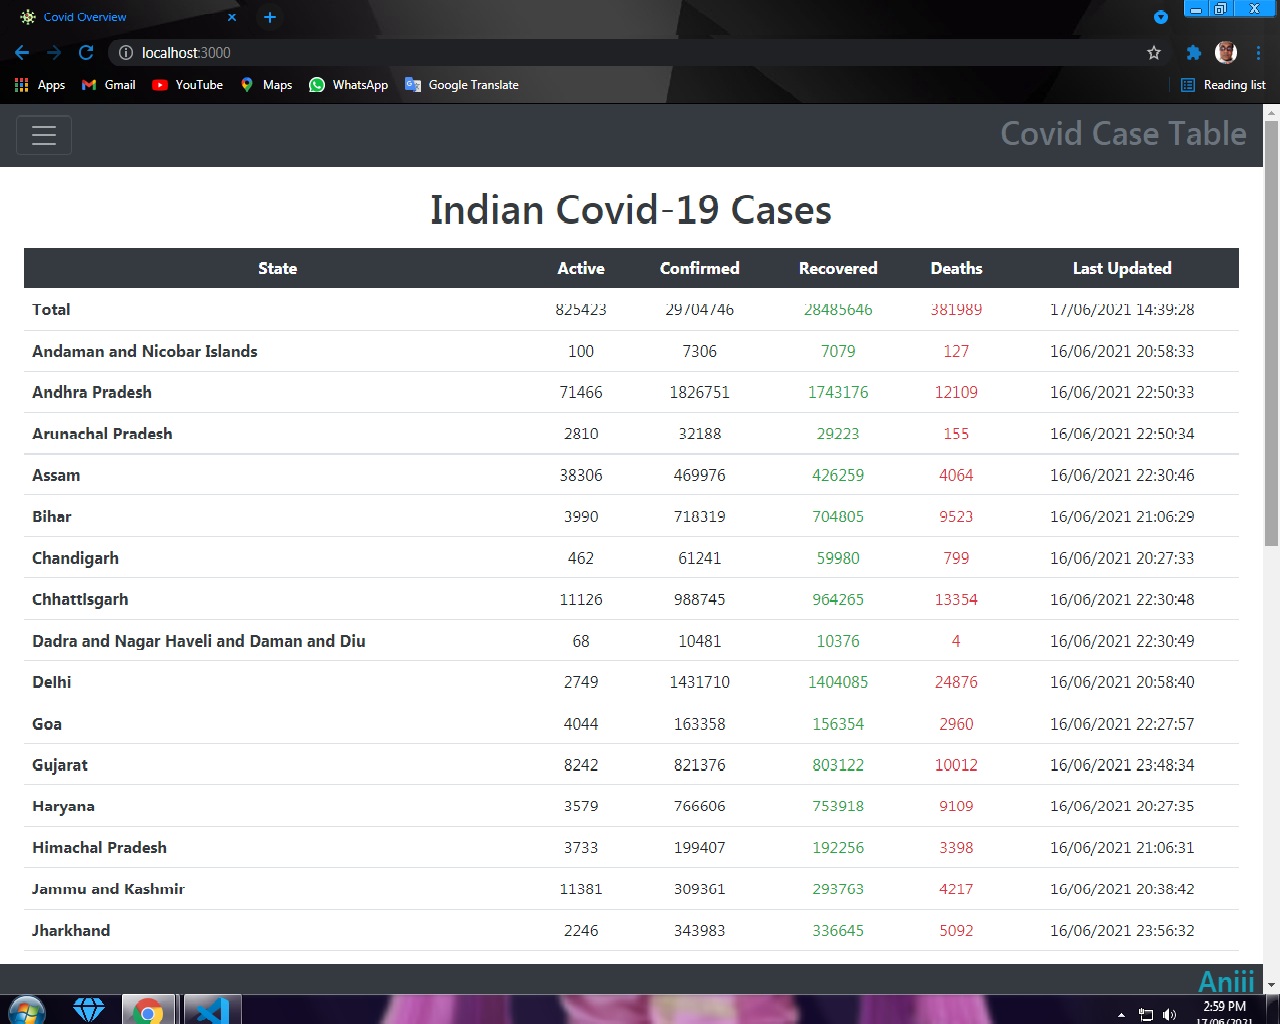 Covid Overview
localhost:3000
Apps Gmail YouTube Maps WhatsApp Google Translate Reading list
Covid Case Table
Indian Covid-19 Cases
State Active Confirmed Recovered Deaths Last Updated
Total 825423 29704746 28485646 381989 17/06/2021 14:39:28
Andaman and Nicobar Islands 100 7306 7079 127 16/06/2021 20:58:33
Andhra Pradesh 71466 1826751 1743176 12109 16/06/2021 22:50:33
Arunachal Pradesh 2810 32188 29223 155 16/06/2021 22:50:34
Assam 38306 469976 426259 4064 16/06/2021 22:30:46
Bihar 3990 718319 704805 9523 16/06/2021 21:06:29
Chandigarh 462 61241 59980 799 16/06/2021 20:27:33
Chhattisgarh 11126 988745 964265 13354 16/06/2021 22:30:48
Dadra and Nagar Haveli and Daman and Diu 68 10481 10376 4 16/06/2021 22:30:49
Delhi 2749 1431710 1404085 24876 16/06/2021 20:58:40
Goa 4044 163358 156354 2960 16/06/2021 22:27:57
Gujarat 8242 821376 803122 10012 16/06/2021 23:48:34
Haryana 3579 766606 753918 9109 16/06/2021 20:27:35
Himachal Pradesh 3733 199407 192256 3398 16/06/2021 21:06:31
Jammu and Kashmir 11381 309361 293763 4217 16/06/2021 20:38:42
Jharkhand 2246 343983 336645 5092 16/06/2021 23:56:32
Aniii
2:59 PM
17/06/2021